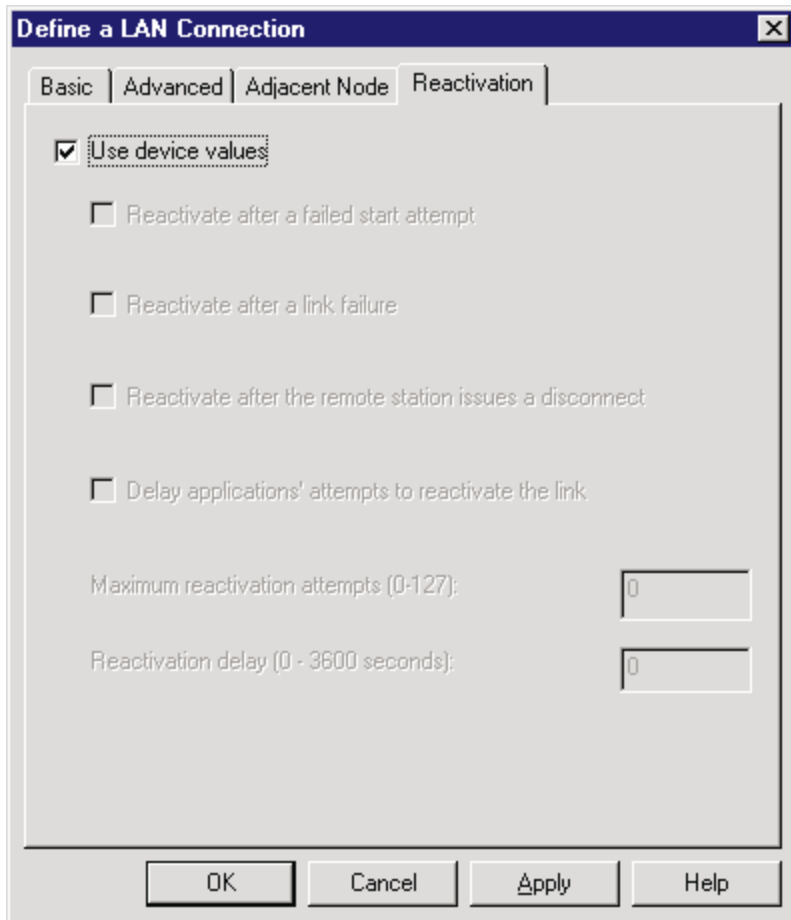 Define a LAN Connection
Basic Advanced Adjacent Node Reactivation
Use device values
Reactivate after a failed start attempt
Reactivate after a link failure
Reactivate after the remote station issues a disconnect
Delay applications' attempts to reactivate the link
Maximum reactivation attempts (0-127): 0
Reactivation delay (0 - 3600 seconds): 0
OK Cancel Apply Help